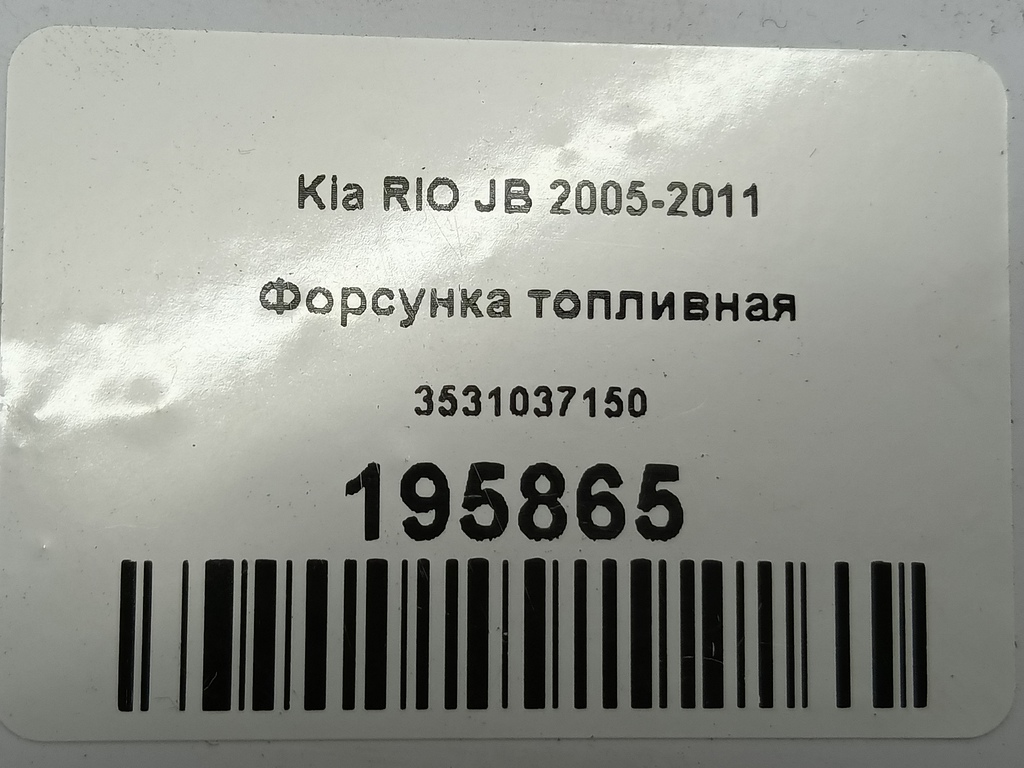 Kia RIO JB 2005-2011
Форсунка топливная
3531037150
195865